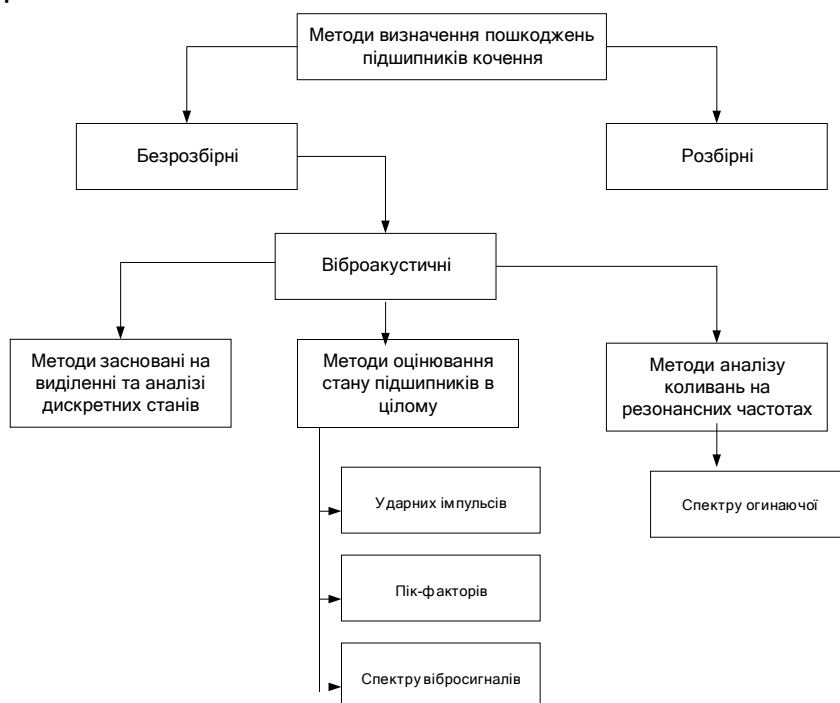 Методи визначення пошкоджень
підшипників кочення
Безрозбірні
Розбірні
Віброакустичні
Методи засновані на
виділенні та аналізі
дискретних станів
Методи оцінювання
стану підшипників в
цілому
Методи аналізу
коливань на
резонансних частотах
Ударних імпульсів
Спектру огинаючої
Пік-факторів
Спектру вібросигналів